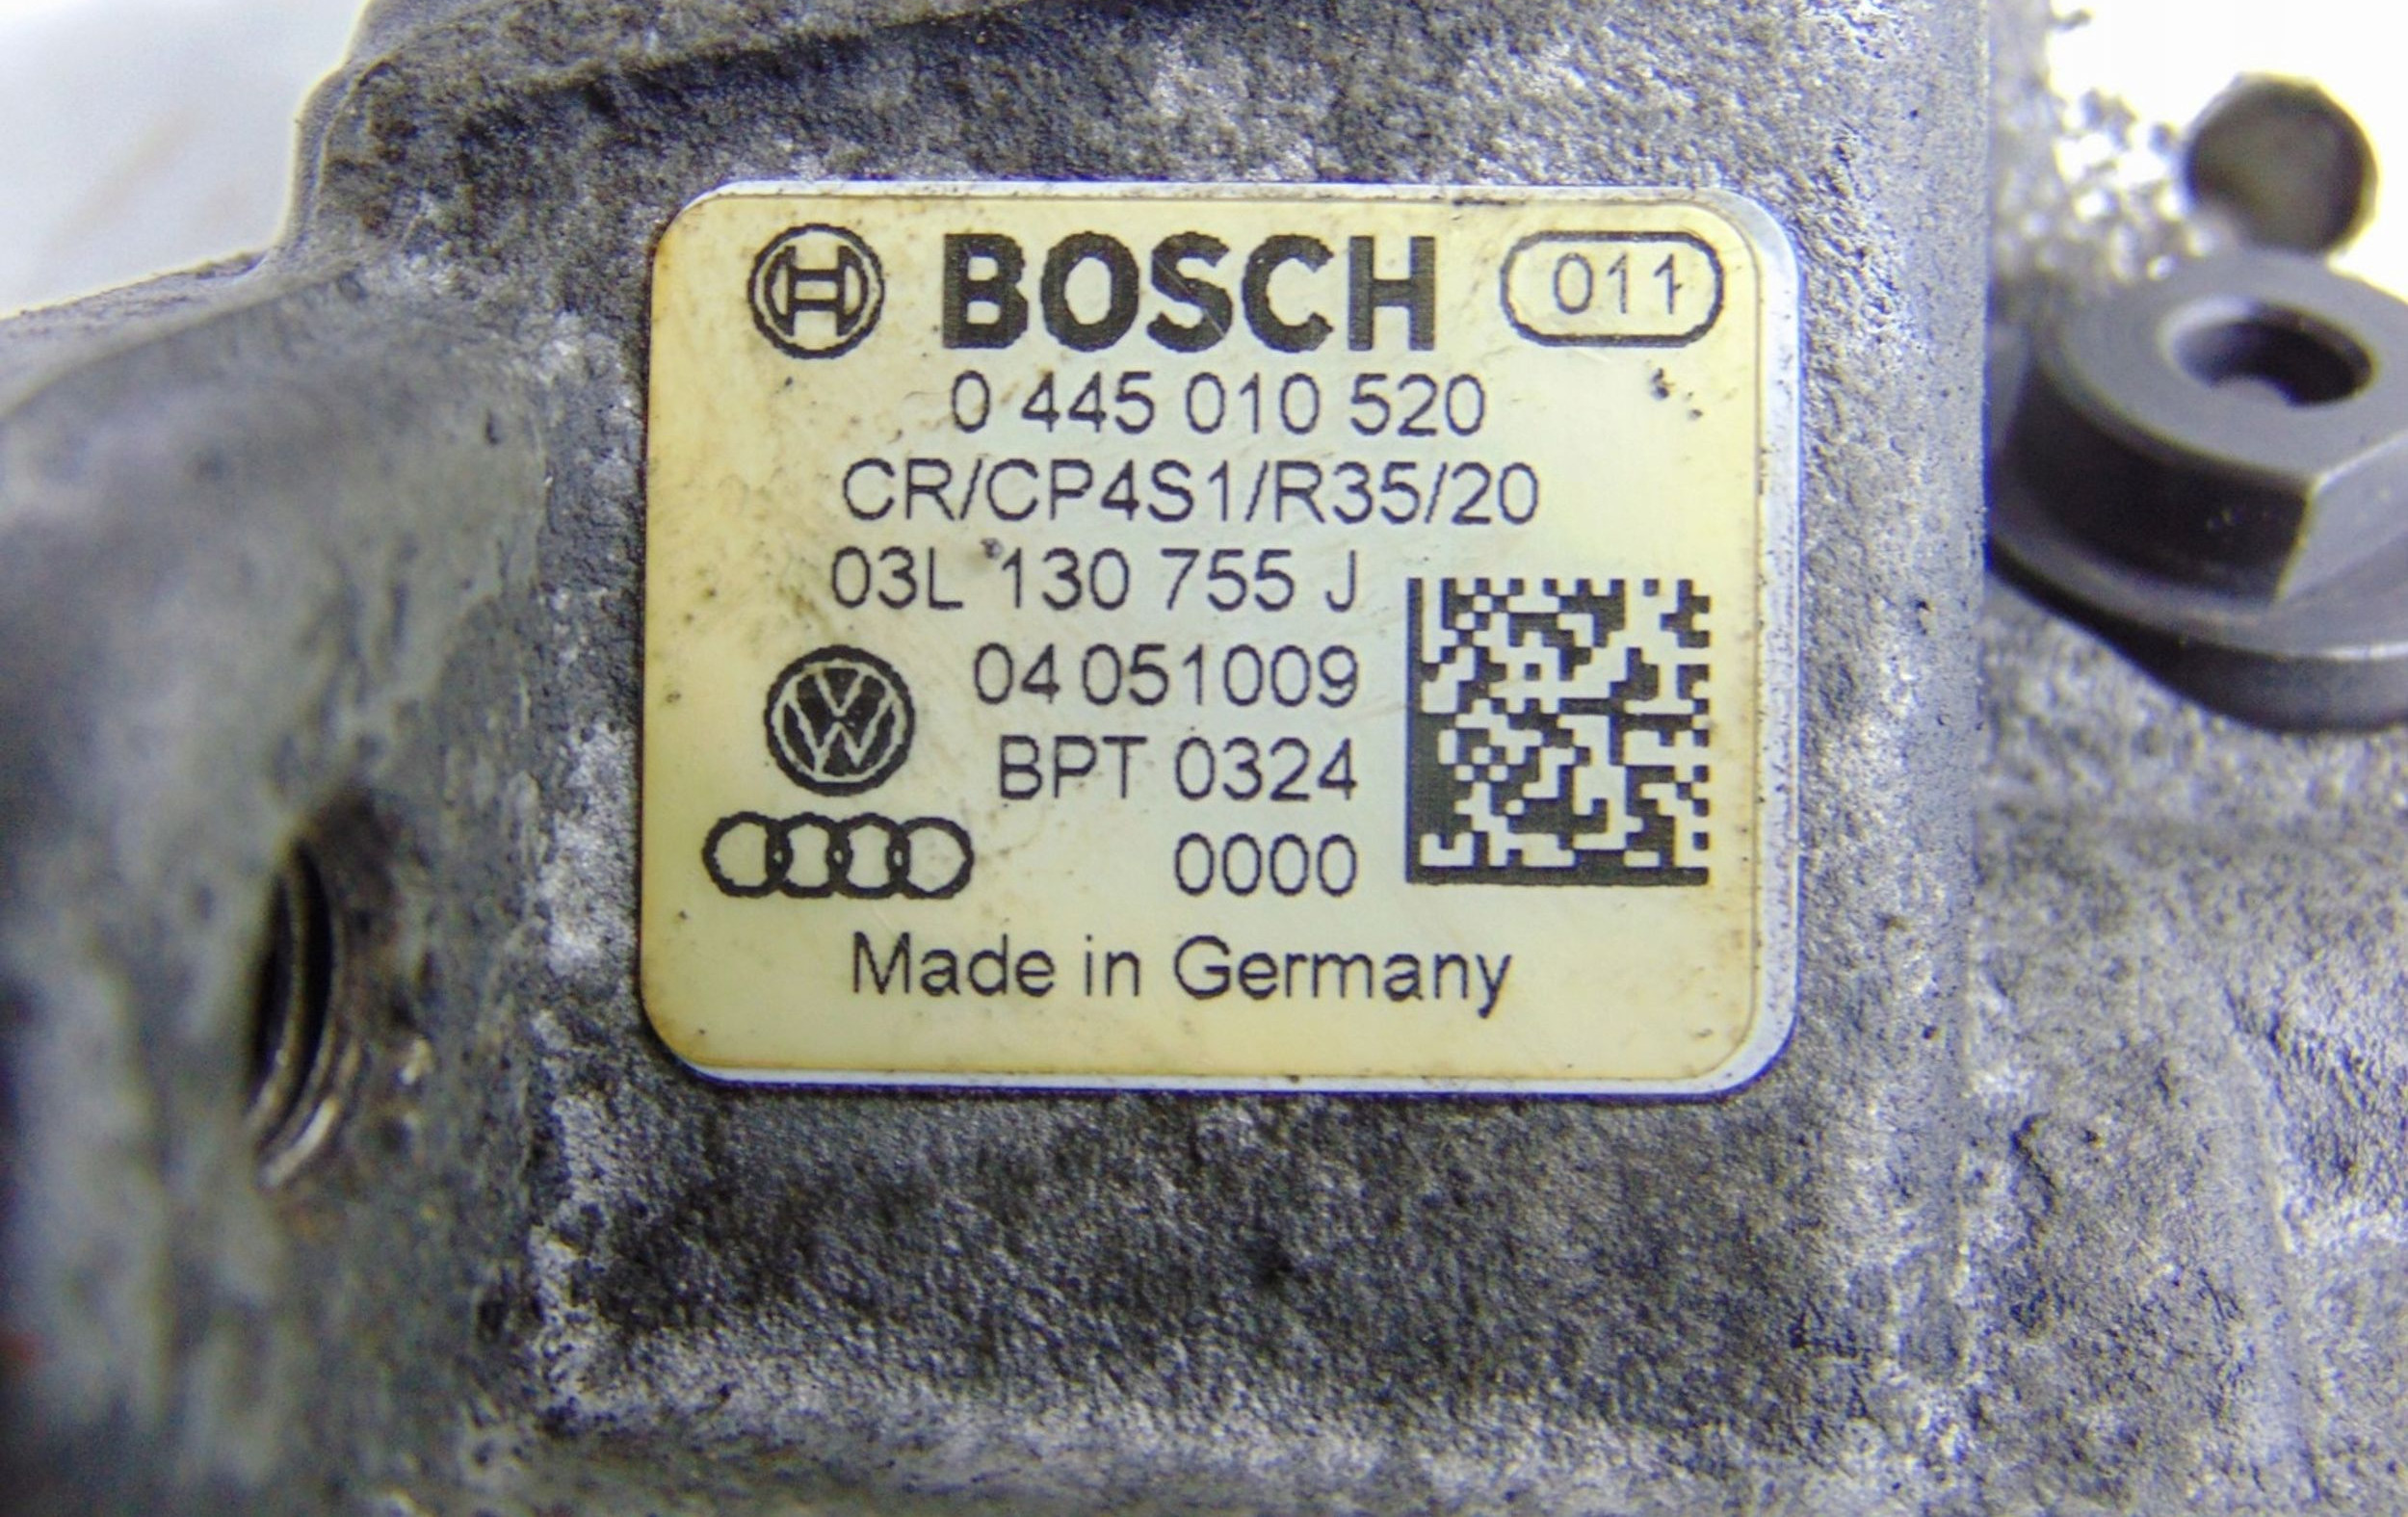 BOSCH 011
0 445 010 520
CR/CP4S1/R35/20
03L 130 755 J
04 051009
BPT 0324
0000
Made in Germany